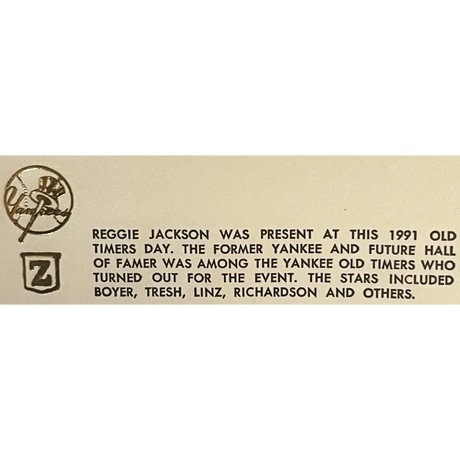 Yankees
Z
REGGIE JACKSON WAS PRESENT AT THIS 1991 OLD
TIMERS DAY. THE FORMER YANKEE AND FUTURE HALL
OF FAMER WAS AMONG THE YANKEE OLD TIMERS WHO
TURNED OUT FOR THE EVENT. THE STARS INCLUDED
BOYER, TRESH, LINZ, RICHARDSON AND OTHERS.